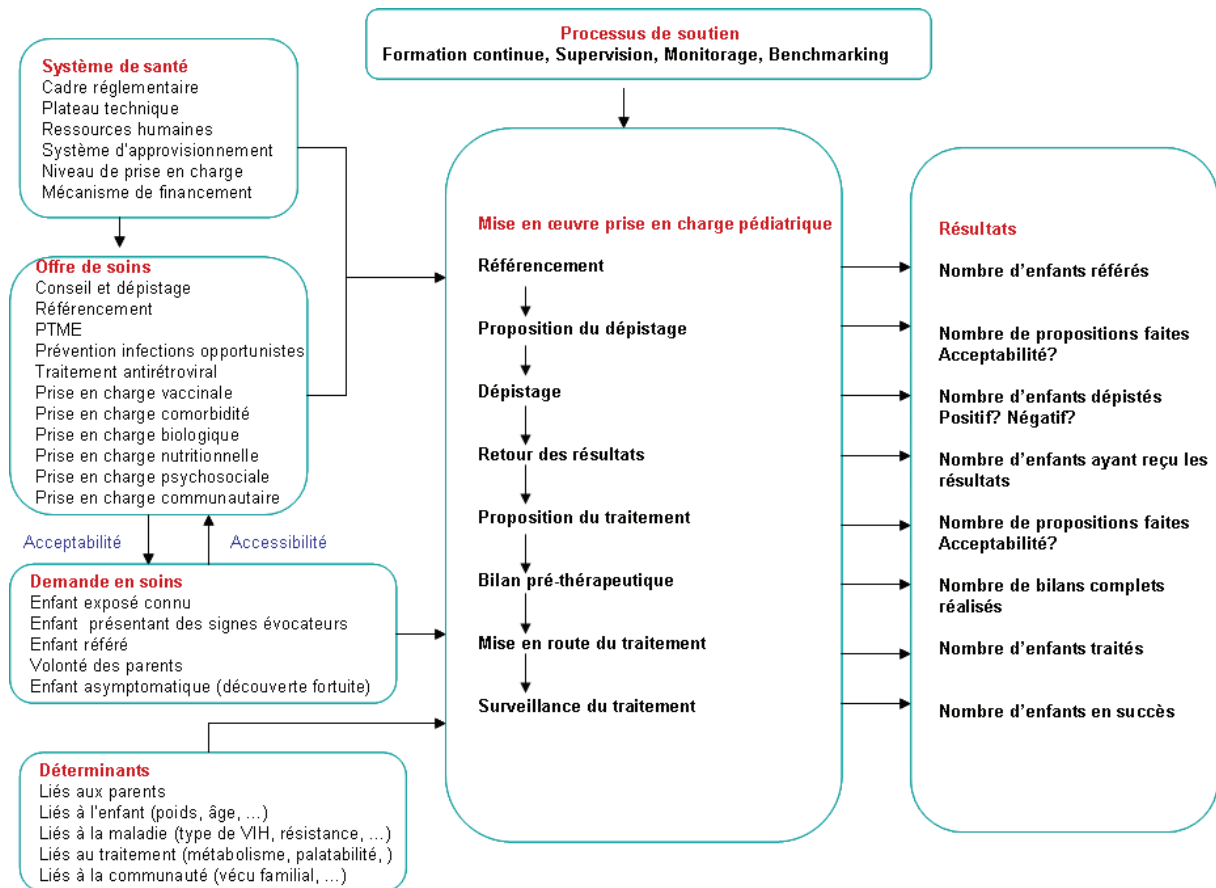 Processus de soutien
Formation continue, Supervision, Monitorage, Benchmarking
Système de santé
Cadre réglementaire
Plateau technique
Ressources humaines
Système d'approvisionnement
Niveau de prise en charge
Mécanisme de financement
Offre de soins
Conseil et dépistage
Référencement
PTME
Prévention infections opportunistes
Traitement antirétroviral
Prise en charge vaccinale
Prise en charge comorbidité
Prise en charge biologique
Prise en charge nutritionnelle
Prise en charge psychosociale
Prise en charge communautaire
Acceptabilité
Accessibilité
Demande en soins
Enfant exposé connu
Enfant présentant des signes évocateurs
Enfant référé
Volonté des parents
Enfant asymptomatique (découverte fortuite)
Déterminants
Liés aux parents
Liés à l'enfant (poids, âge, ...)
Liés à la maladie (type de VIH, résistance, ...)
Liés au traitement (métabolisme, palatabilité, )
Liés à la communauté (vécu familial, ...)
Mise en œuvre prise en charge pédiatrique
Référencement
Proposition du dépistage
Dépistage
Retour des résultats
Proposition du traitement
Bilan pré-thérapeutique
Mise en route du traitement
Surveillance du traitement
Résultats
Nombre d'enfants référés
Nombre de propositions faites
Acceptabilité?
Nombre d'enfants dépistés
Positif? Négatif?
Nombre d'enfants ayant reçu les
résultats
Nombre de propositions faites
Acceptabilité?
Nombre de bilans complets
réalisés
Nombre d'enfants traités
Nombre d'enfants en succès